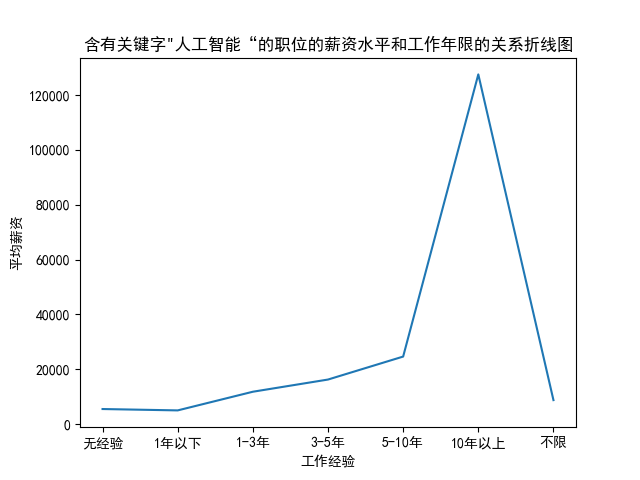 含有关键字"人工智能“的职位的薪资水平和工作年限的关系折线图
平均薪资
120000
100000
80000
60000
40000
20000
0
无经验 1年以下 1-3年 3-5年 5-10年 10年以上 不限
工作经验